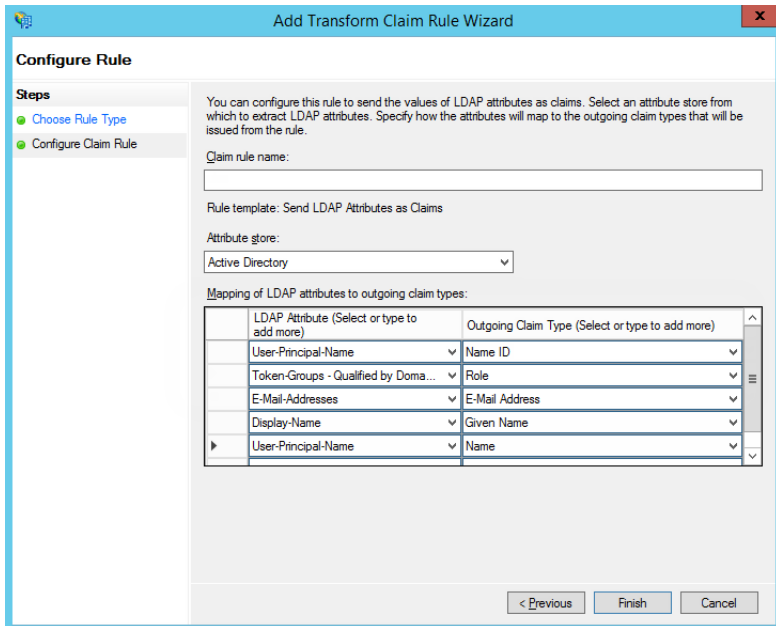 Add Transform Claim Rule Wizard
x
Configure Rule
Steps
Choose Rule Type
Configure Claim Rule
You can configure this rule to send the values of LDAP attributes as claims. Select an attribute store from
which to extract LDAP attributes. Specify how the attributes will map to the outgoing claim types that will be
issued from the rule.
Claim rule name:
Rule template: Send LDAP Attributes as Claims
Attribute store:
Active Directory
Mapping of LDAP attributes to outgoing claim types:
LDAP Attribute (Select or type to
add more)
Outgoing Claim Type (Select or type to add more)
User-Principal-Name Name ID
Token-Groups - Qualified by Doma... Role
E-Mail-Addresses E-Mail Address
Display-Name Given Name
User-Principal-Name Name
< Previous Finish Cancel